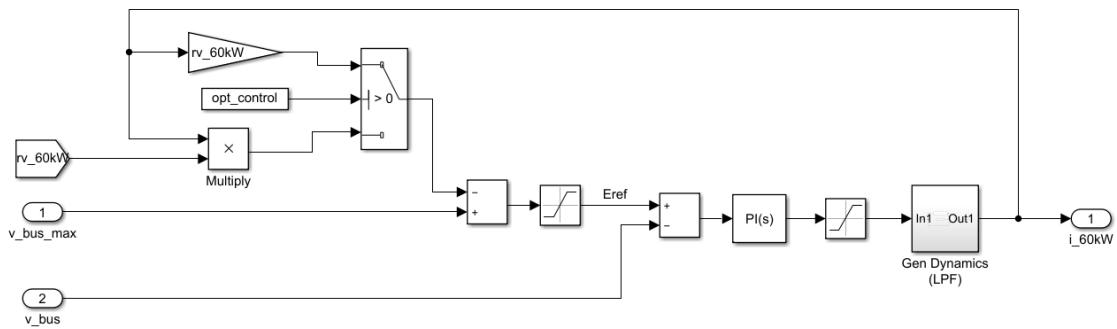 rv_60kW
opt_control
> 0
rv_60kW
×
Multiply
1
v_bus_max
−
+
Eref
+
−
PI(s)
In1 Out1
Gen Dynamics
(LPF)
1
i_60kW
2
v_bus